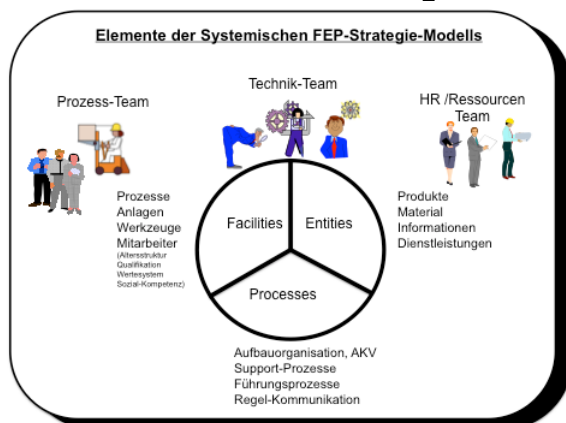 Elemente der Systemischen FEP-Strategie-Modells
Technik-Team
Prozess-Team
HR /Ressourcen
Team
Prozesse
Anlagen
Werkzeuge
Mitarbeiter
(Altersstruktur
Qualifikation
Wertesystem
Sozial-Kompetenz)
Facilities
Entities
Processes
Produkte
Material
Informationen
Dienstleistungen
Aufbauorganisation, AKV
Support-Prozesse
Führungsprozesse
Regel-Kommunikation